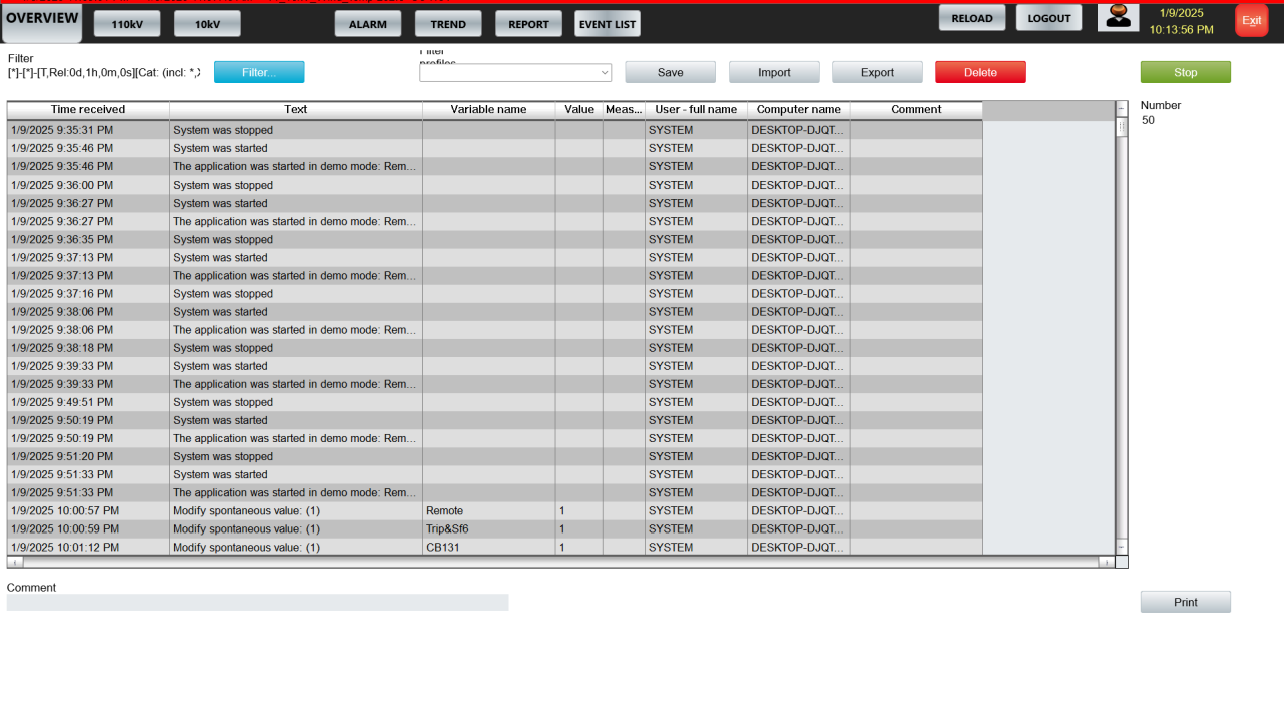 OVERVIEW
110kV
10kV
ALARM
TREND
REPORT
EVENT LIST
RELOAD
LOGOUT
1/9/2025
10:13:56 PM
Exit
Filter
[*]-[*]-[T,Rel:0d,1h,0m,0s][Cat: (incl: *,
Filter...
Filter
profiles
Save
Import
Export
Delete
Stop
Number
50
Time received Text Variable name Value Meas... User - full name Computer name Comment
1/9/2025 9:35:31 PM System was stopped SYSTEM DESKTOP-DJQT...
1/9/2025 9:35:46 PM System was started SYSTEM DESKTOP-DJQT...
1/9/2025 9:35:46 PM The application was started in demo mode: Rem... SYSTEM DESKTOP-DJQT...
1/9/2025 9:36:00 PM System was stopped SYSTEM DESKTOP-DJQT...
1/9/2025 9:36:27 PM System was started SYSTEM DESKTOP-DJQT...
1/9/2025 9:36:27 PM The application was started in demo mode: Rem... SYSTEM DESKTOP-DJQT...
1/9/2025 9:36:35 PM System was stopped SYSTEM DESKTOP-DJQT...
1/9/2025 9:37:13 PM System was started SYSTEM DESKTOP-DJQT...
1/9/2025 9:37:13 PM The application was started in demo mode: Rem... SYSTEM DESKTOP-DJQT...
1/9/2025 9:37:16 PM System was stopped SYSTEM DESKTOP-DJQT...
1/9/2025 9:38:06 PM System was started SYSTEM DESKTOP-DJQT...
1/9/2025 9:38:06 PM The application was started in demo mode: Rem... SYSTEM DESKTOP-DJQT...
1/9/2025 9:38:18 PM System was stopped SYSTEM DESKTOP-DJQT...
1/9/2025 9:39:33 PM System was started SYSTEM DESKTOP-DJQT...
1/9/2025 9:39:33 PM The application was started in demo mode: Rem... SYSTEM DESKTOP-DJQT...
1/9/2025 9:49:51 PM System was stopped SYSTEM DESKTOP-DJQT...
1/9/2025 9:50:19 PM System was started SYSTEM DESKTOP-DJQT...
1/9/2025 9:50:19 PM The application was started in demo mode: Rem... SYSTEM DESKTOP-DJQT...
1/9/2025 9:51:20 PM System was stopped SYSTEM DESKTOP-DJQT...
1/9/2025 9:51:33 PM System was started SYSTEM DESKTOP-DJQT...
1/9/2025 9:51:33 PM The application was started in demo mode: Rem... SYSTEM DESKTOP-DJQT...
1/9/2025 10:00:57 PM Modify spontaneous value: (1) Remote 1 SYSTEM DESKTOP-DJQT...
1/9/2025 10:00:59 PM Modify spontaneous value: (1) Trip&Sf6 1 SYSTEM DESKTOP-DJQT...
1/9/2025 10:01:12 PM Modify spontaneous value: (1) CB131 1 SYSTEM DESKTOP-DJQT...
Comment
Print